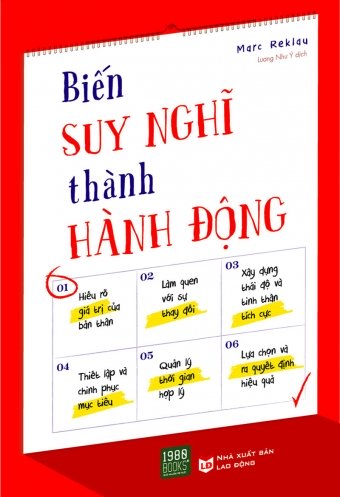 Marc Reklau
Lương Như Ý dịch
Biến
SUY NGHĨ
thành
HÀNH ĐỘNG
01
Hiểu rõ
giá trị của
bản thân
02
Làm quen
với sự
thay đổi
03
Xây dựng
thái độ và
tinh thần
tích cực
04
Thiết lập và
chinh phục
mục tiêu
05
Quản lý
thời gian
hợp lý
06
Lựa chọn và
ra quyết định
hiệu quả
1980
BOOKS
NHÀ XUẤT BẢN
LAO ĐỘNG